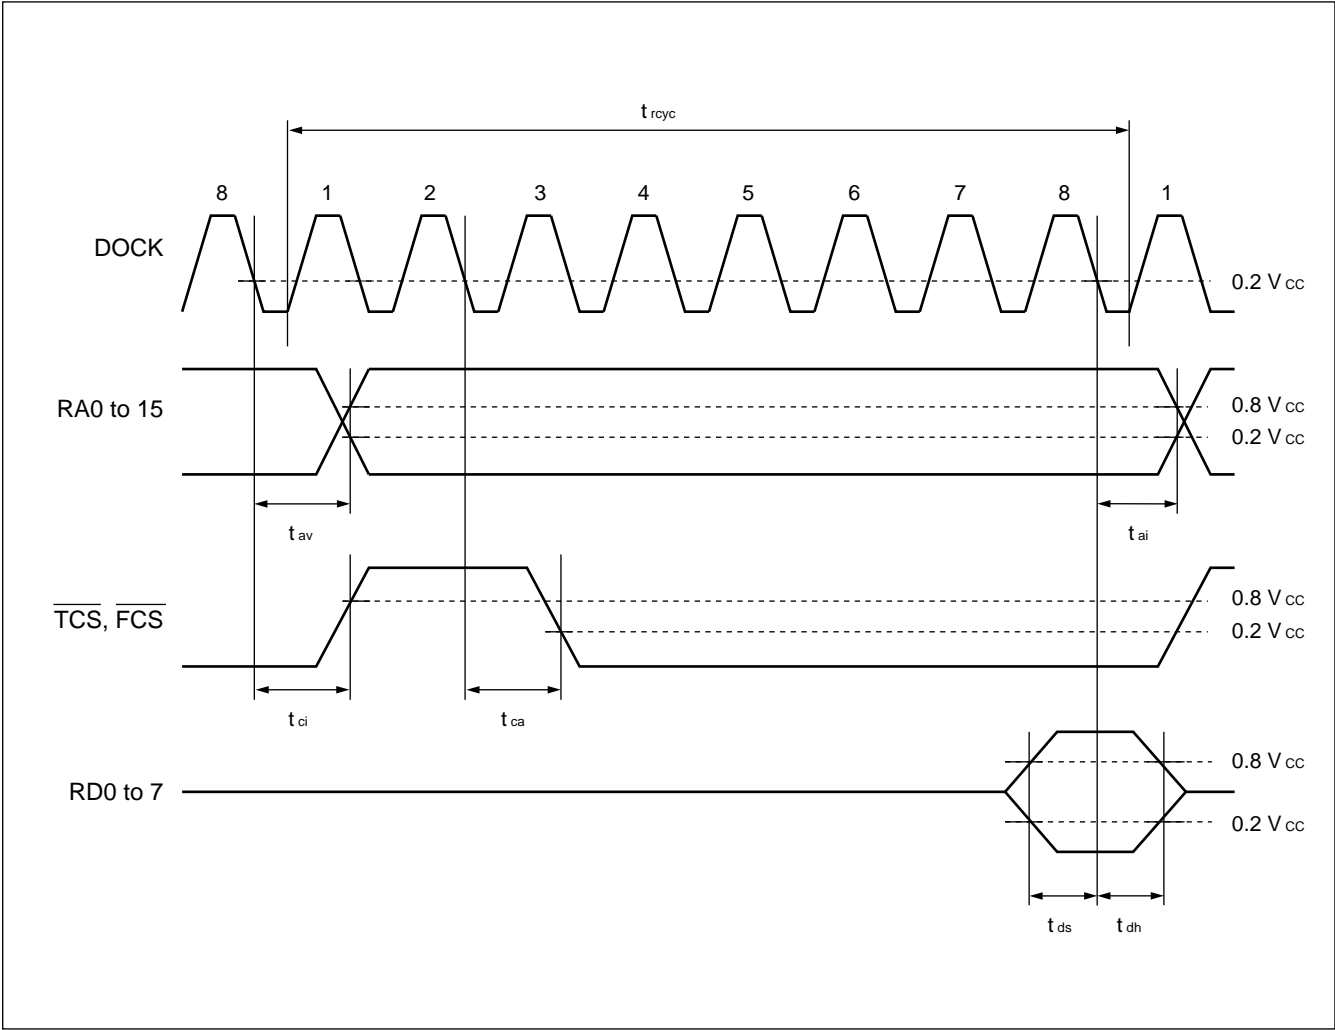 t rcyc
8 1 2 3 4 5 6 7 8 1
DOCK
0.2 V CC
RA0 to 15
0.8 V CC
0.2 V CC
t av
t ai
TCS, FCS
0.8 V CC
0.2 V CC
t ci
t ca
RD0 to 7
0.8 V CC
0.2 V CC
t ds
t dh